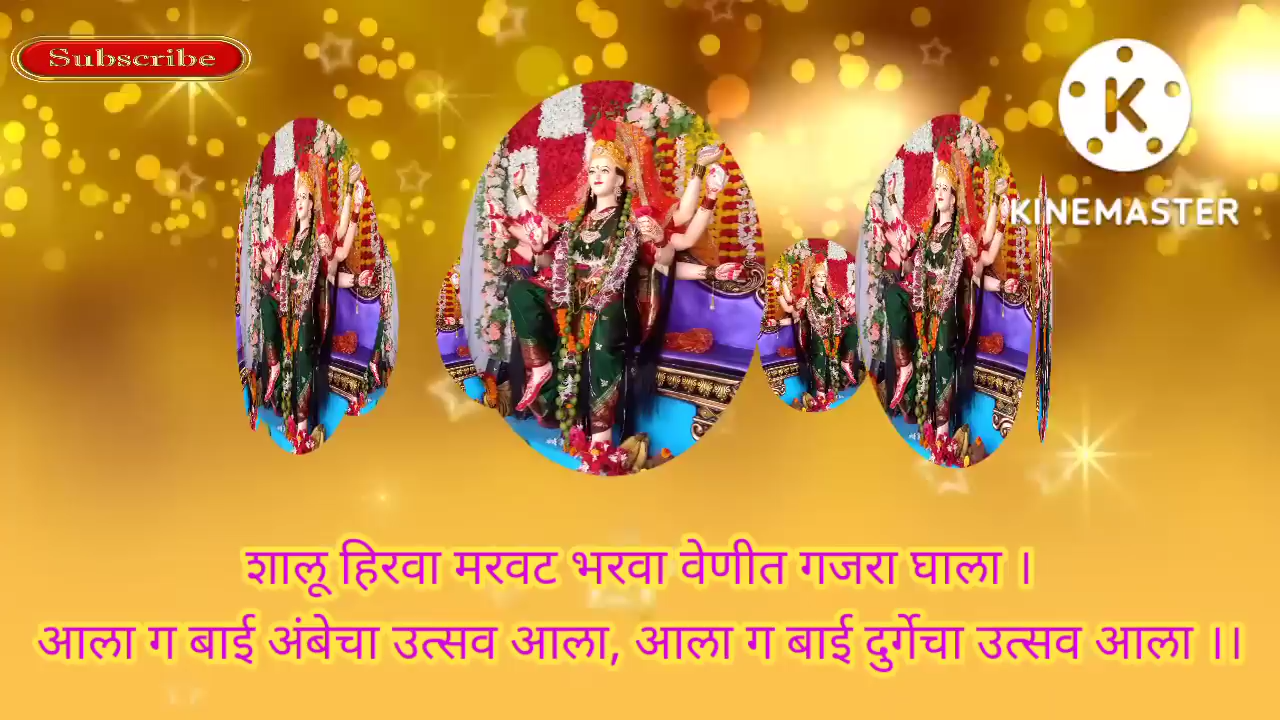 Subscribe
K
KINEMASTER
शालू हिरवा मरवट भरवा वेणीत गजरा घाला ।
आला ग बाई अंबेचा उत्सव आला, आला ग बाई दुर्गेचा उत्सव आला ।।